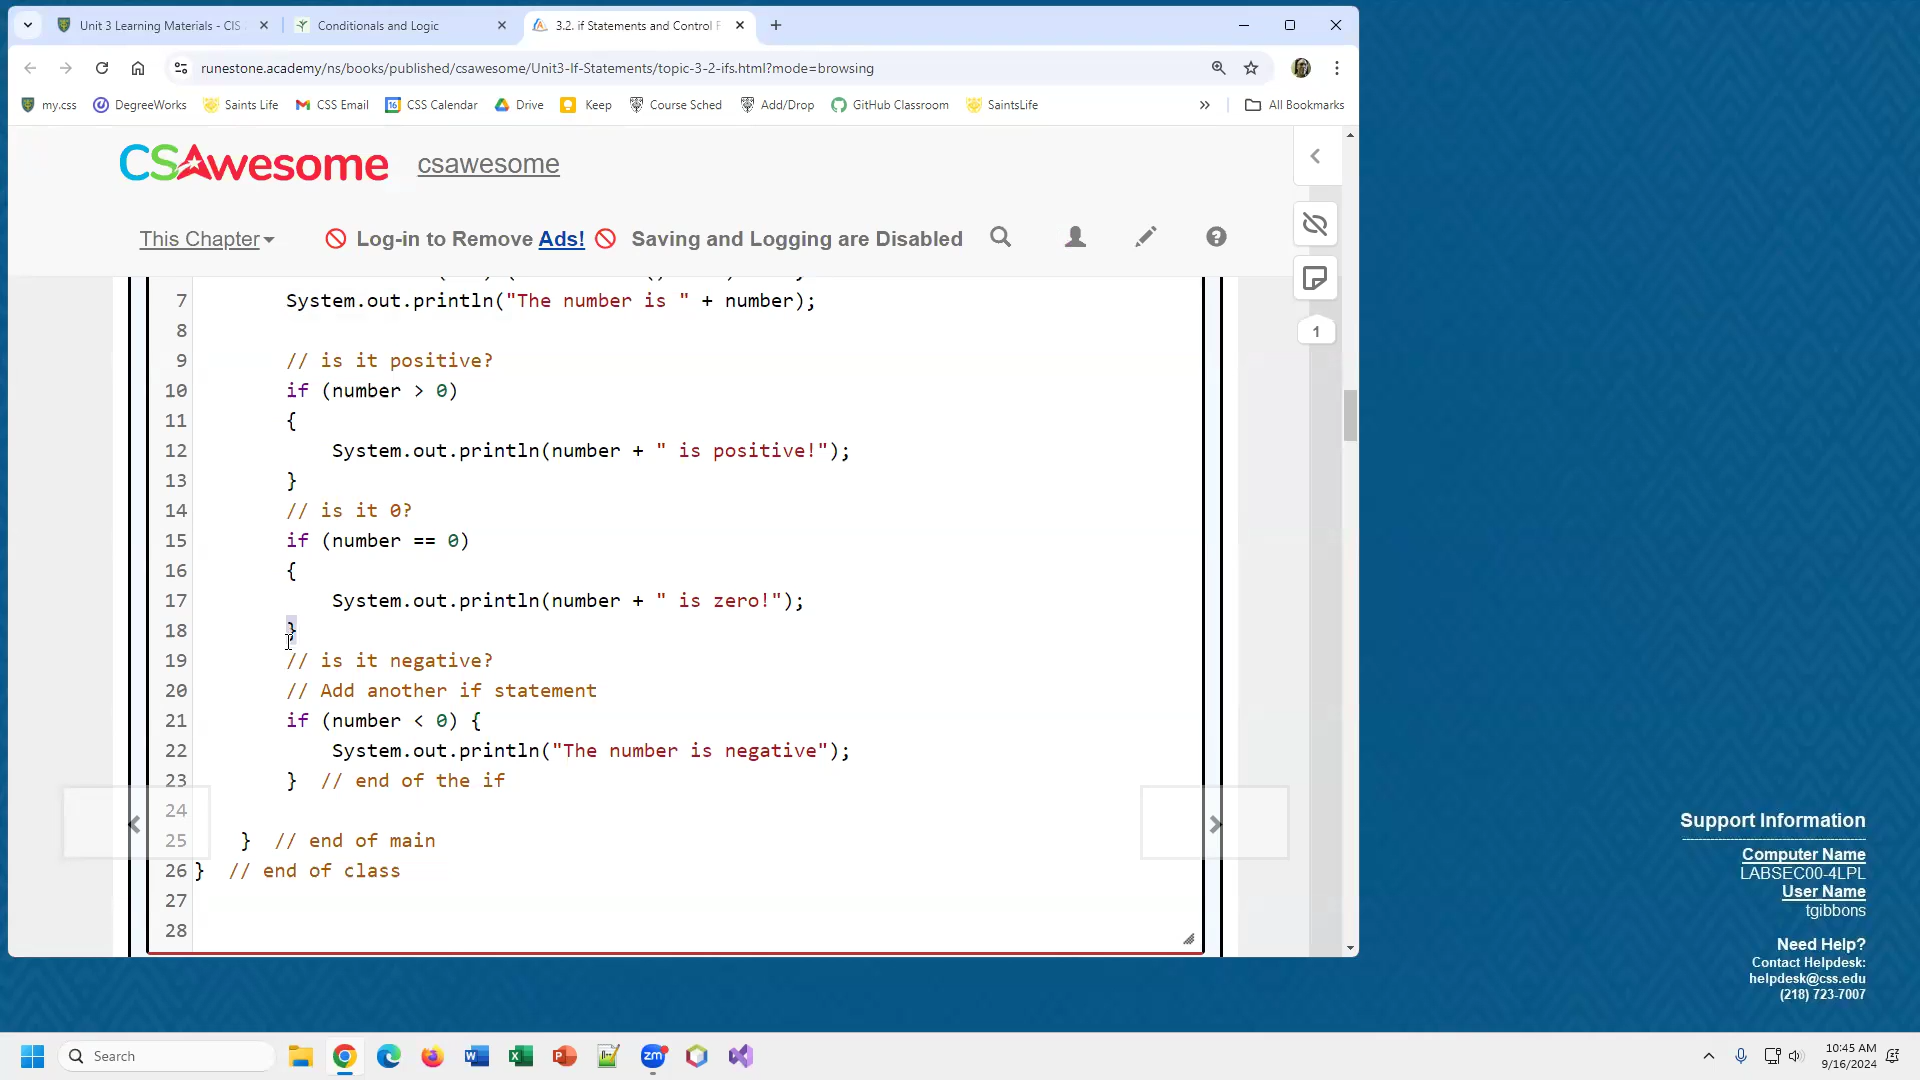 Unit 3 Learning Materials - CIS
Conditionals and Logic
3.2. if Statements and Control F
runestone.academy/ns/books/published/csawesome/Unit3-If-Statements/topic-3-2-ifs.html?mode=browsing
my.css
DegreeWorks
Saints Life
CSS Email
CSS Calendar
Drive
Keep
Course Sched
Add/Drop
GitHub Classroom
SaintsLife
»
All Bookmarks
CSAwesome
csawesome
This Chapter
Log-in to Remove Ads!
Saving and Logging are Disabled
1
7 System.out.println("The number is " + number);
8
9 // is it positive?
10 if (number > 0)
11 {
12 System.out.println(number + " is positive!");
13 }
14 // is it 0?
15 if (number == 0)
16 {
17 System.out.println(number + " is zero!");
18 }
19 // is it negative?
20 // Add another if statement
21 if (number < 0) {
22 System.out.println("The number is negative");
23 } // end of the if
24
25 } // end of main
26 } // end of class
27
28
Support Information
Computer Name
LABSEC00-4LPL
User Name
tgibbons
Need Help?
Contact Helpdesk:
helpdesk@css.edu
(218) 723-7007
Search
zm
10:45 AM
9/16/2024